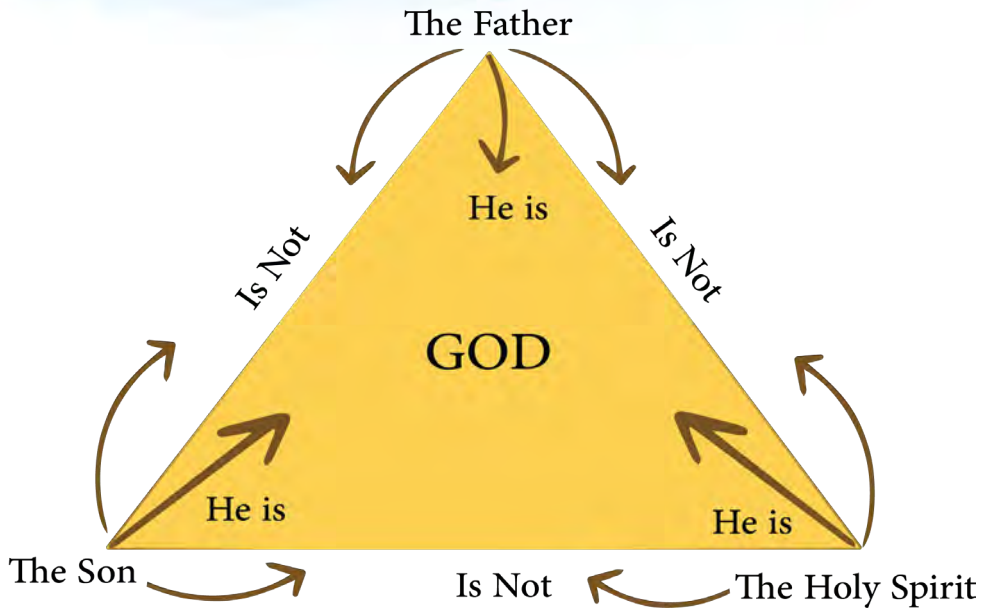 The Father
He is
Is Not
Is Not
GOD
He is
He is
The Son
Is Not
The Holy Spirit